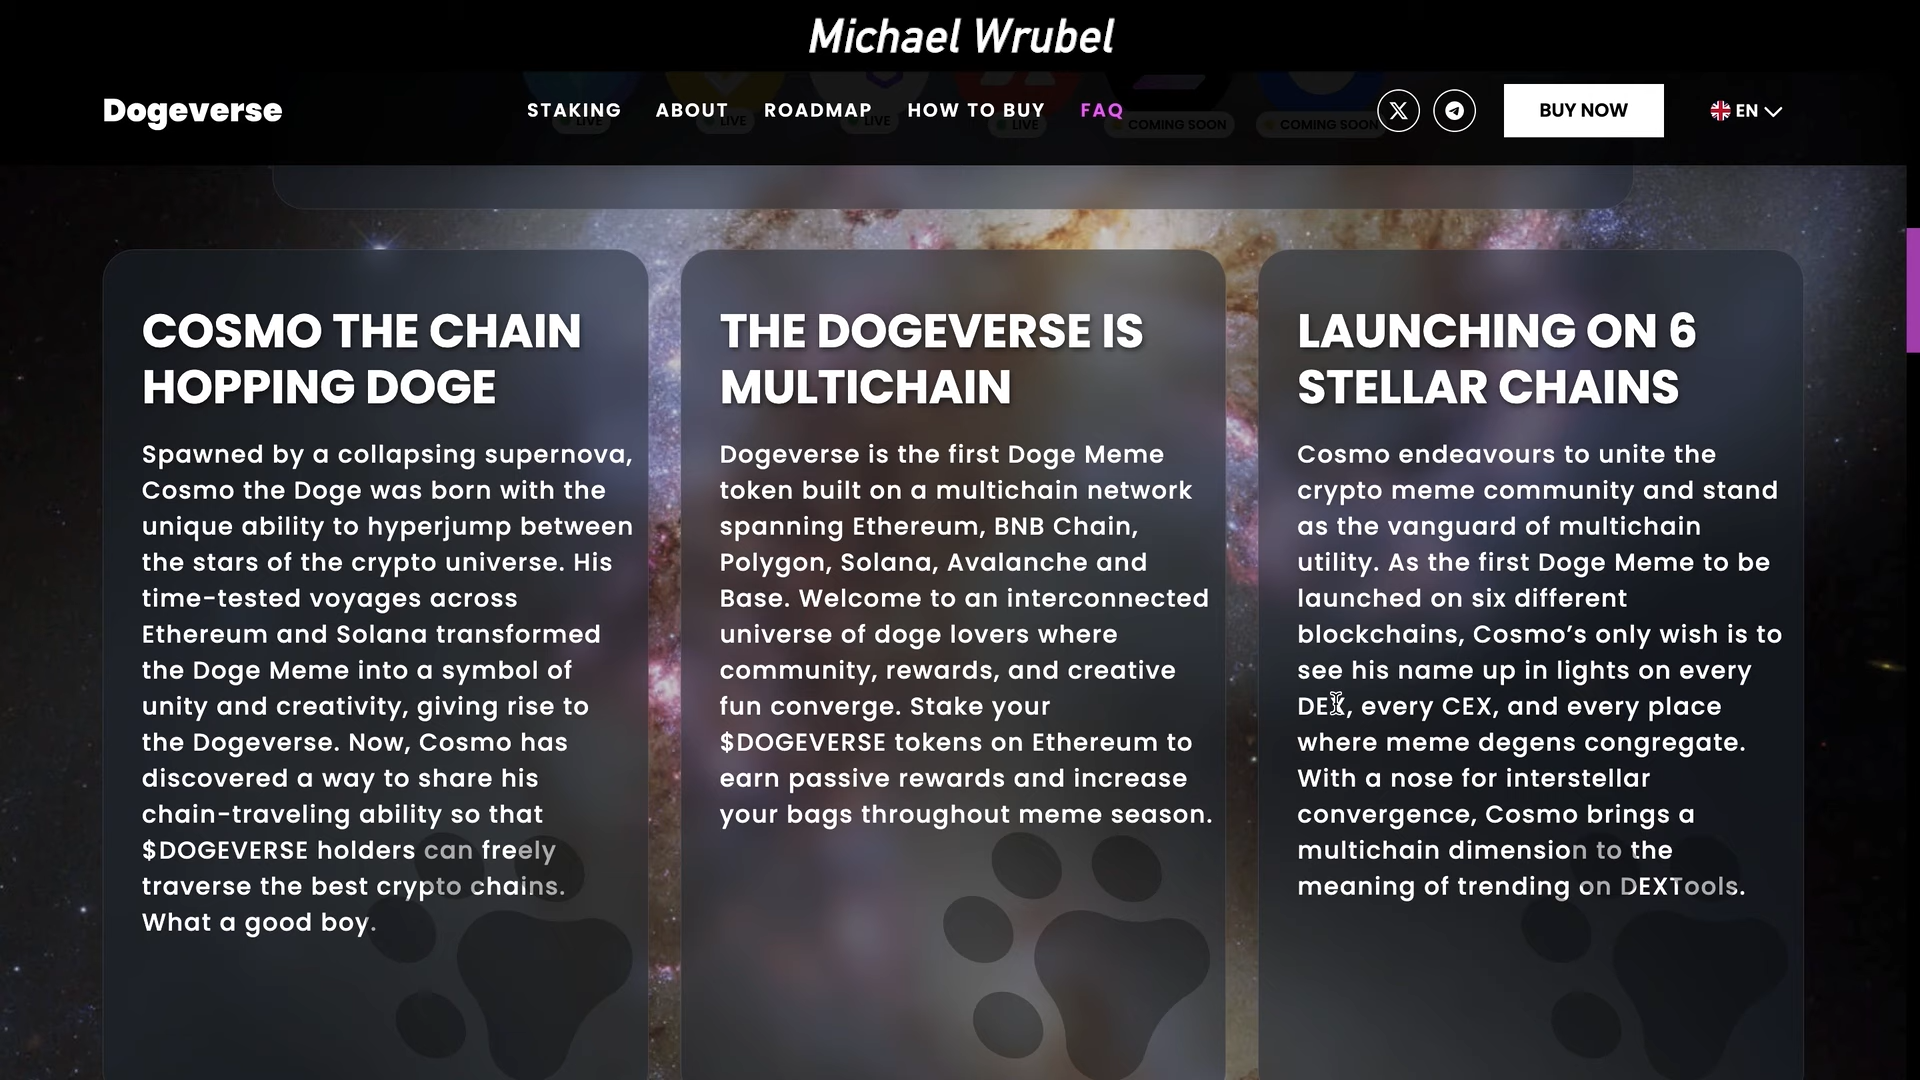 Michael Wrubel
Dogeverse
STAKING ABOUT ROADMAP HOW TO BUY FAQ
BUY NOW
EN
LIVE LIVE LIVE LIVE COMING SOON COMING SOON
COSMO THE CHAIN
HOPPING DOGE
Spawned by a collapsing supernova,
Cosmo the Doge was born with the
unique ability to hyperjump between
the stars of the crypto universe. His
time-tested voyages across
Ethereum and Solana transformed
the Doge Meme into a symbol of
unity and creativity, giving rise to
the Dogeverse. Now, Cosmo has
discovered a way to share his
chain-traveling ability so that
$DOGEVERSE holders can freely
traverse the best crypto chains.
What a good boy.
THE DOGEVERSE IS
MULTICHAIN
Dogeverse is the first Doge Meme
token built on a multichain network
spanning Ethereum, BNB Chain,
Polygon, Solana, Avalanche and
Base. Welcome to an interconnected
universe of doge lovers where
community, rewards, and creative
fun converge. Stake your
$DOGEVERSE tokens on Ethereum to
earn passive rewards and increase
your bags throughout meme season.
LAUNCHING ON 6
STELLAR CHAINS
Cosmo endeavours to unite the
crypto meme community and stand
as the vanguard of multichain
utility. As the first Doge Meme to be
launched on six different
blockchains, Cosmo’s only wish is to
see his name up in lights on every
DEX, every CEX, and every place
where meme degens congregate.
With a nose for interstellar
convergence, Cosmo brings a
multichain dimension to the
meaning of trending on DEXTools.